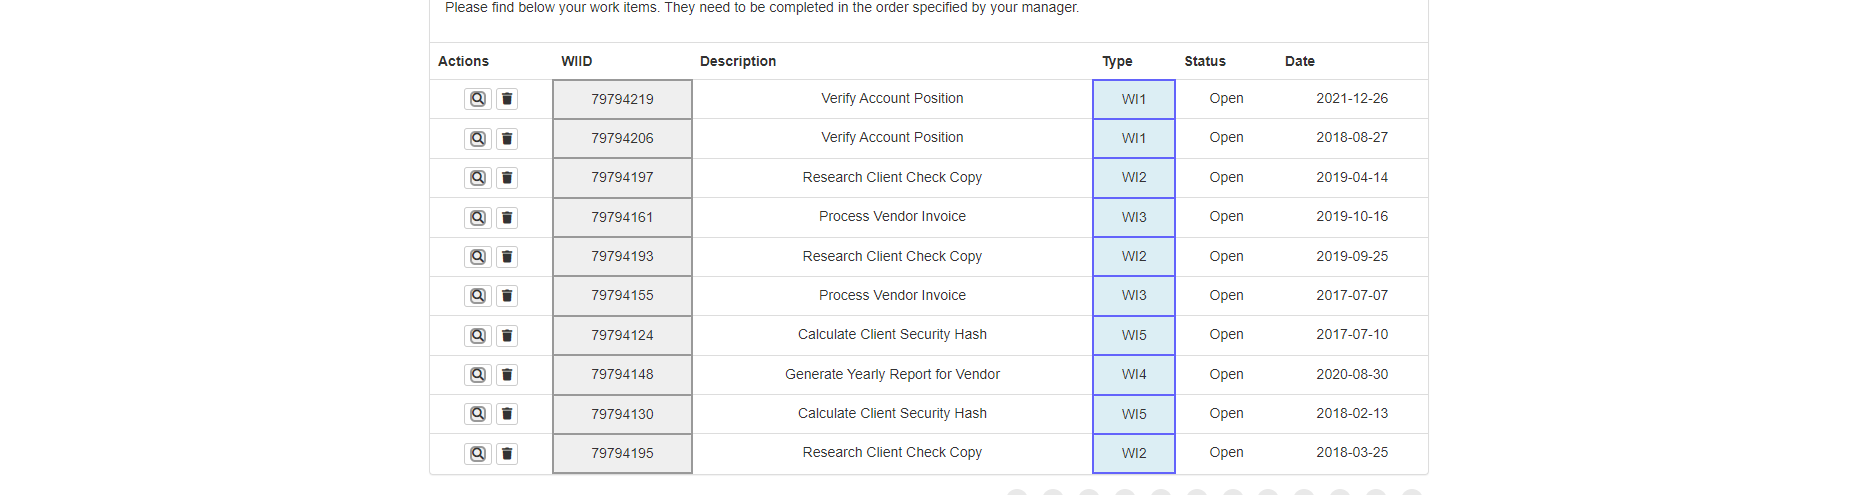 Please find below your work items. They need to be completed in the order specified by your manager.
Actions WIID Description Type Status Date
79794219 Verify Account Position WI1 Open 2021-12-26
79794206 Verify Account Position WI1 Open 2018-08-27
79794197 Research Client Check Copy WI2 Open 2019-04-14
79794161 Process Vendor Invoice WI3 Open 2019-10-16
79794193 Research Client Check Copy WI2 Open 2019-09-25
79794155 Process Vendor Invoice WI3 Open 2017-07-07
79794124 Calculate Client Security Hash WI5 Open 2017-07-10
79794148 Generate Yearly Report for Vendor WI4 Open 2020-08-30
79794130 Calculate Client Security Hash WI5 Open 2018-02-13
79794195 Research Client Check Copy WI2 Open 2018-03-25